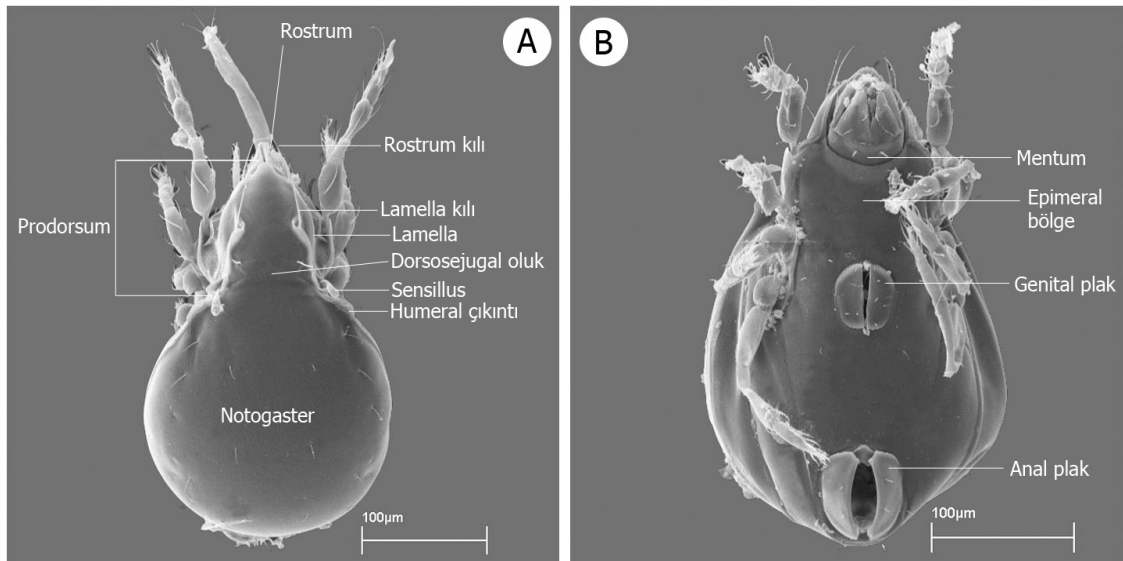 A
Rostrum
Rostrum kılı
Prodorsum
Lamella kılı
Lamella
Dorsosejugal oluk
Sensillus
Humeral çıkıntı
Notogaster
100µm
B
Mentum
Epimeral
bölge
Genital plak
Anal plak
100µm